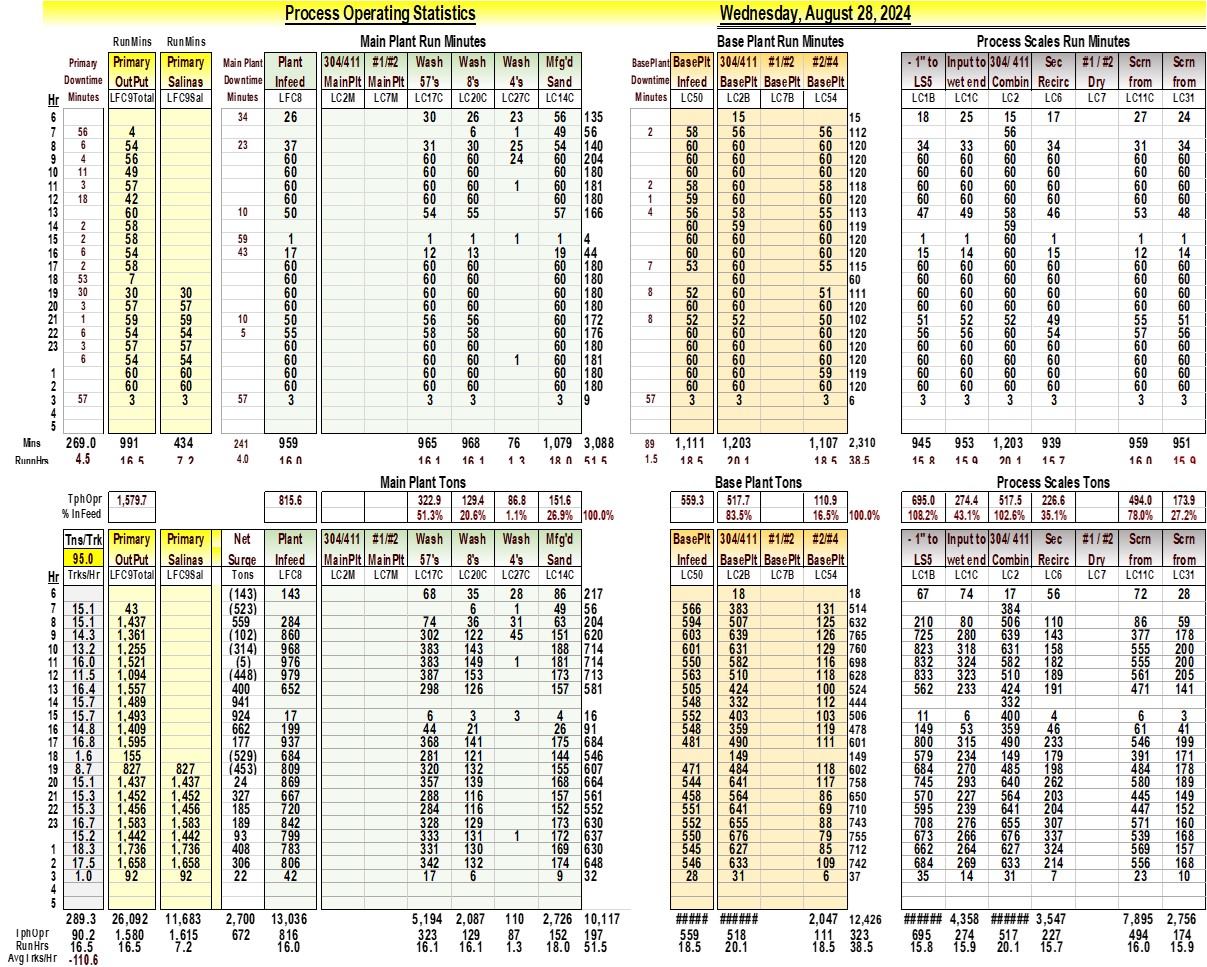 Process Operating Statistics Wednesday, August 28, 2024
RunMins RunMins Main Plant Run Minutes Base Plant Run Minutes Process Scales Run Minutes
Primary Primary Primary Main Plant Plant 304/411 #1/#2 Wash Wash Wash Mfg'd BasePlant BasePlt 304/411 #1/#2 #2/#4 - 1" to Input to 304/ 411 Sec #1 / #2 Scrn Scrn
Downtime OutPut Salinas Downtime Infeed MainPlt MainPlt 57's 8's 4's Sand Downtime Infeed BasePlt BasePlt BasePlt LS5 wet end Combin Recirc Dry from from
Hr Minutes LFC9Total LFC9Sal Minutes LFC8 LC2M LC7M LC17C LC20C LC27C LC14C Minutes LC50 LC2B LC7B LC54 LC1B LC1C LC2 LC6 LC7 LC11C LC31
6 34 26 30 26 23 56 135 15 15 18 25 15 17 27 24
7 56 4 6 1 49 56 2 58 56 56 112 56
8 6 54 23 37 31 30 25 54 140 60 60 60 120 34 33 60 34 31 34
9 4 56 60 60 60 24 60 204 60 60 60 120 60 60 60 60 60 60
10 11 49 60 60 60 60 180 60 60 60 120 60 60 60 60 60 60
11 3 57 60 60 60 1 60 181 2 58 60 58 118 60 60 60 60 60 60
12 18 42 60 60 60 60 180 1 59 60 60 120 60 60 60 60 60 60
13 60 10 50 54 55 57 166 4 56 58 55 113 47 49 58 46 53 48
14 2 58 60 59 60 119 59
15 2 58 59 1 1 1 1 1 4 60 60 60 120 1 1 60 1 1 1
16 6 54 43 17 12 13 19 44 60 60 60 120 15 14 60 15 12 14
17 2 58 60 60 60 60 180 7 53 60 55 115 60 60 60 60 60 60
18 53 7 60 60 60 60 180 60 60 60 60 60 60 60 60
19 30 30 30 60 60 60 60 180 8 52 60 51 111 60 60 60 60 60 60
20 3 57 57 60 60 60 60 180 60 60 60 120 60 60 60 60 60 60
21 1 59 59 10 50 56 56 60 172 8 52 52 50 102 51 52 52 49 55 51
22 6 54 54 5 55 58 58 60 176 60 60 60 120 56 56 60 54 57 56
23 3 57 57 60 60 60 60 180 60 60 60 120 60 60 60 60 60 60
6 54 54 60 60 60 1 60 181 60 60 60 120 60 60 60 60 60 60
1 60 60 60 60 60 60 180 60 60 59 119 60 60 60 60 60 60
2 60 60 60 60 60 60 180 60 60 60 120 60 60 60 60 60 60
3 57 3 3 57 3 3 3 3 9 57 3 3 3 6 3 3 3 3 3 3
4
5
Mins 269.0 991 434 241 959 965 968 76 1,079 3,088 89 1,111 1,203 1,107 2,310 945 953 1,203 939 959 951
RunnHrs 4.5 16.5 7.2 4.0 16.0 16.1 16.1 1.3 18.0 51.5 1.5 18.5 20.1 18.5 38.5 15.8 15.9 20.1 15.7 16.0 15.9
Main Plant Tons Base Plant Tons Process Scales Tons
TphOpr 1,579.7 815.6 322.9 129.4 86.8 151.6 559.3 517.7 110.9 695.0 274.4 517.5 226.6 494.0 173.9
% InFeed 51.3% 20.6% 1.1% 26.9% 100.0% 83.5% 16.5% 100.0% 108.2% 43.1% 102.6% 35.1% 78.0% 27.2%
Tns/Trk Primary Primary Net Plant 304/411 #1/#2 Wash Wash Wash Mfg'd BasePlt 304/411 #1/#2 #2/#4 - 1" to Input to 304/ 411 Sec #1 / #2 Scrn Scrn
95.0 OutPut Salinas Surge Infeed MainPlt MainPlt 57's 8's 4's Sand Infeed BasePlt BasePlt BasePlt LS5 wet end Combin Recirc Dry from from
Hr Trks/Hr LFC9Total LFC9Sal Tons LFC8 LC2M LC7M LC17C LC20C LC27C LC14C LC50 LC2B LC7B LC54 LC1B LC1C LC2 LC6 LC7 LC11C LC31
6 (143) 143 68 35 28 86 217 18 18 67 74 17 56 72 28
7 15.1 43 (523) 6 1 49 56 566 383 131 514 384
8 15.1 1,437 559 284 74 36 31 63 204 594 507 125 632 210 80 506 110 86 59
9 14.3 1,361 (102) 860 302 122 45 151 620 603 639 126 765 725 280 639 143 377 178
10 13.2 1,255 (314) 968 383 143 188 714 601 631 129 760 823 318 631 158 555 200
11 16.0 1,521 (5) 976 383 149 1 181 714 550 582 116 698 832 324 582 182 555 200
12 11.5 1,094 (448) 979 387 153 173 713 563 510 118 628 833 323 510 189 561 205
13 16.4 1,557 400 652 298 126 157 581 505 424 100 524 562 233 424 191 471 141
14 15.7 1,489 941 548 332 112 444 332
15 15.7 1,493 924 17 6 3 3 4 16 552 403 103 506 11 6 400 4 6 3
16 14.8 1,409 662 199 44 21 26 91 548 359 119 478 149 53 359 46 61 41
17 16.8 1,595 177 937 368 141 175 684 481 490 111 601 800 315 490 233 546 199
18 1.6 155 (529) 684 281 121 144 546 149 149 579 234 149 179 391 171
19 8.7 827 827 (453) 809 320 132 155 607 471 484 118 602 684 270 485 198 484 178
20 15.1 1,437 1,437 24 869 357 139 168 664 544 641 117 758 745 293 640 262 580 189
21 15.3 1,452 1,452 327 667 288 116 157 561 458 564 86 650 570 227 564 203 445 149
22 15.3 1,456 1,456 185 720 284 116 152 552 551 641 69 710 595 239 641 204 447 152
23 16.7 1,583 1,583 189 842 328 129 173 630 552 655 88 743 708 276 655 307 571 160
15.2 1,442 1,442 93 799 333 131 1 172 637 550 676 79 755 673 266 676 337 539 168
1 18.3 1,736 1,736 408 783 331 130 169 630 545 627 85 712 662 264 627 324 569 157
2 17.5 1,658 1,658 306 806 342 132 174 648 546 633 109 742 684 269 633 214 556 168
3 1.0 92 92 22 42 17 6 9 32 28 31 6 37 35 14 31 7 23 10
4
5
289.3 26,092 11,683 2,700 13,036 5,194 2,087 110 2,726 10,117 ##### ###### 2,047 12,426 ###### 4,358 ###### 3,547 7,895 2,756
TphOpr 90.2 1,580 1,615 672 816 323 129 87 152 197 559 518 111 323 695 274 517 227 494 174
RunHrs 16.5 16.5 7.2 16.0 16.1 16.1 1.3 18.0 51.5 18.5 20.1 18.5 38.5 15.8 15.9 20.1 15.7 16.0 15.9
AvgTrks/Hr -110.6